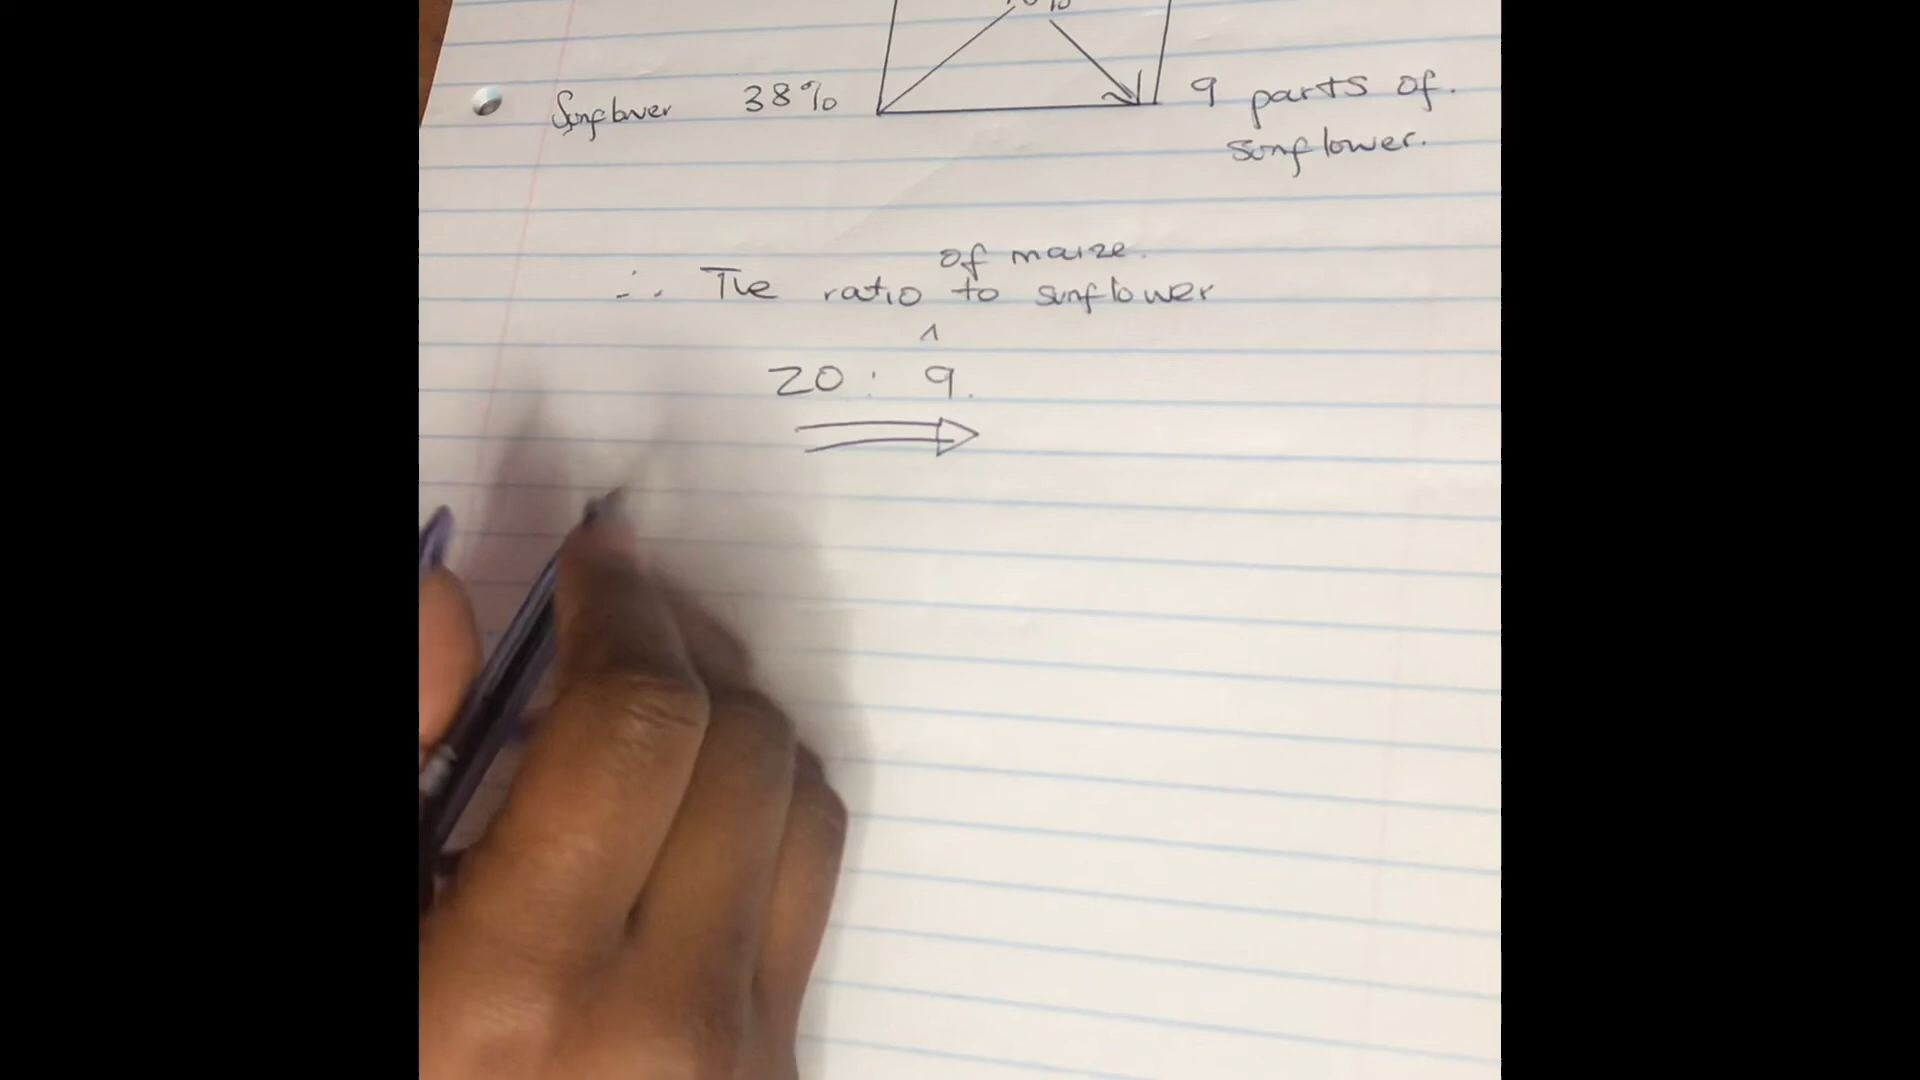 Sunflower 38% 9 parts of.
sunflower.
of maize.
∴ The ratio to sunflower
^
20 : 9.